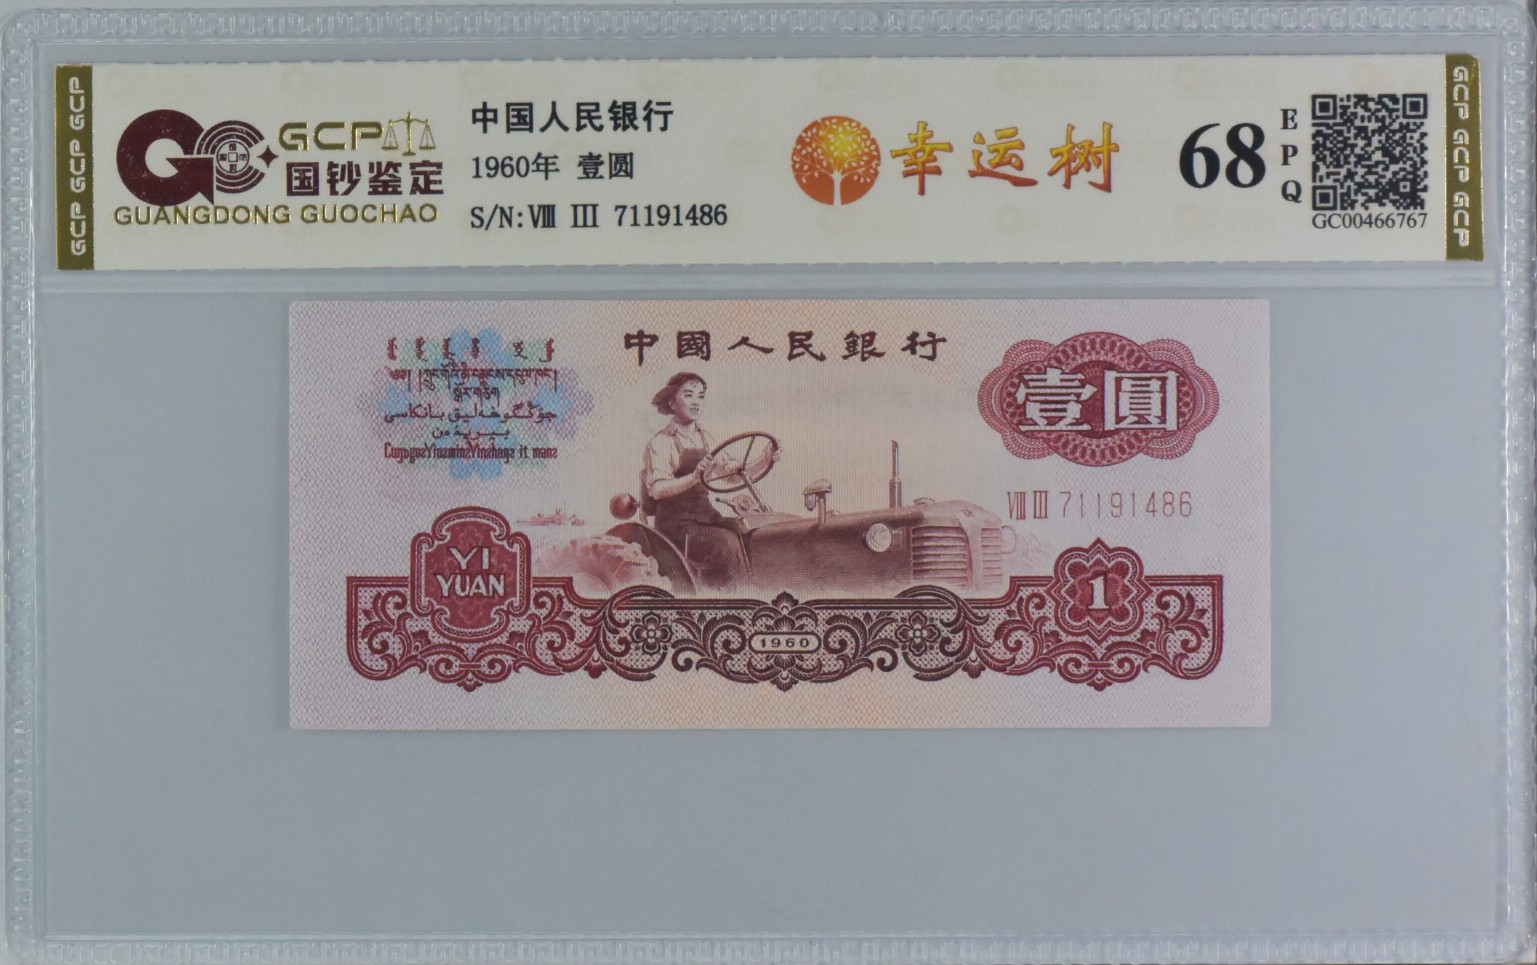 GCP GCP GCP
GCP
国钞鉴定
GUANGDONG GUOCHAO
中国人民银行
1960年 壹圆
S/N: Ⅷ Ⅲ 71191486
幸运树
68
EPQ
GC00466767
GCP GCP GCP
中國人民銀行
壹圓
Ⅷ Ⅲ 71191486
YI
YUAN
1960
1